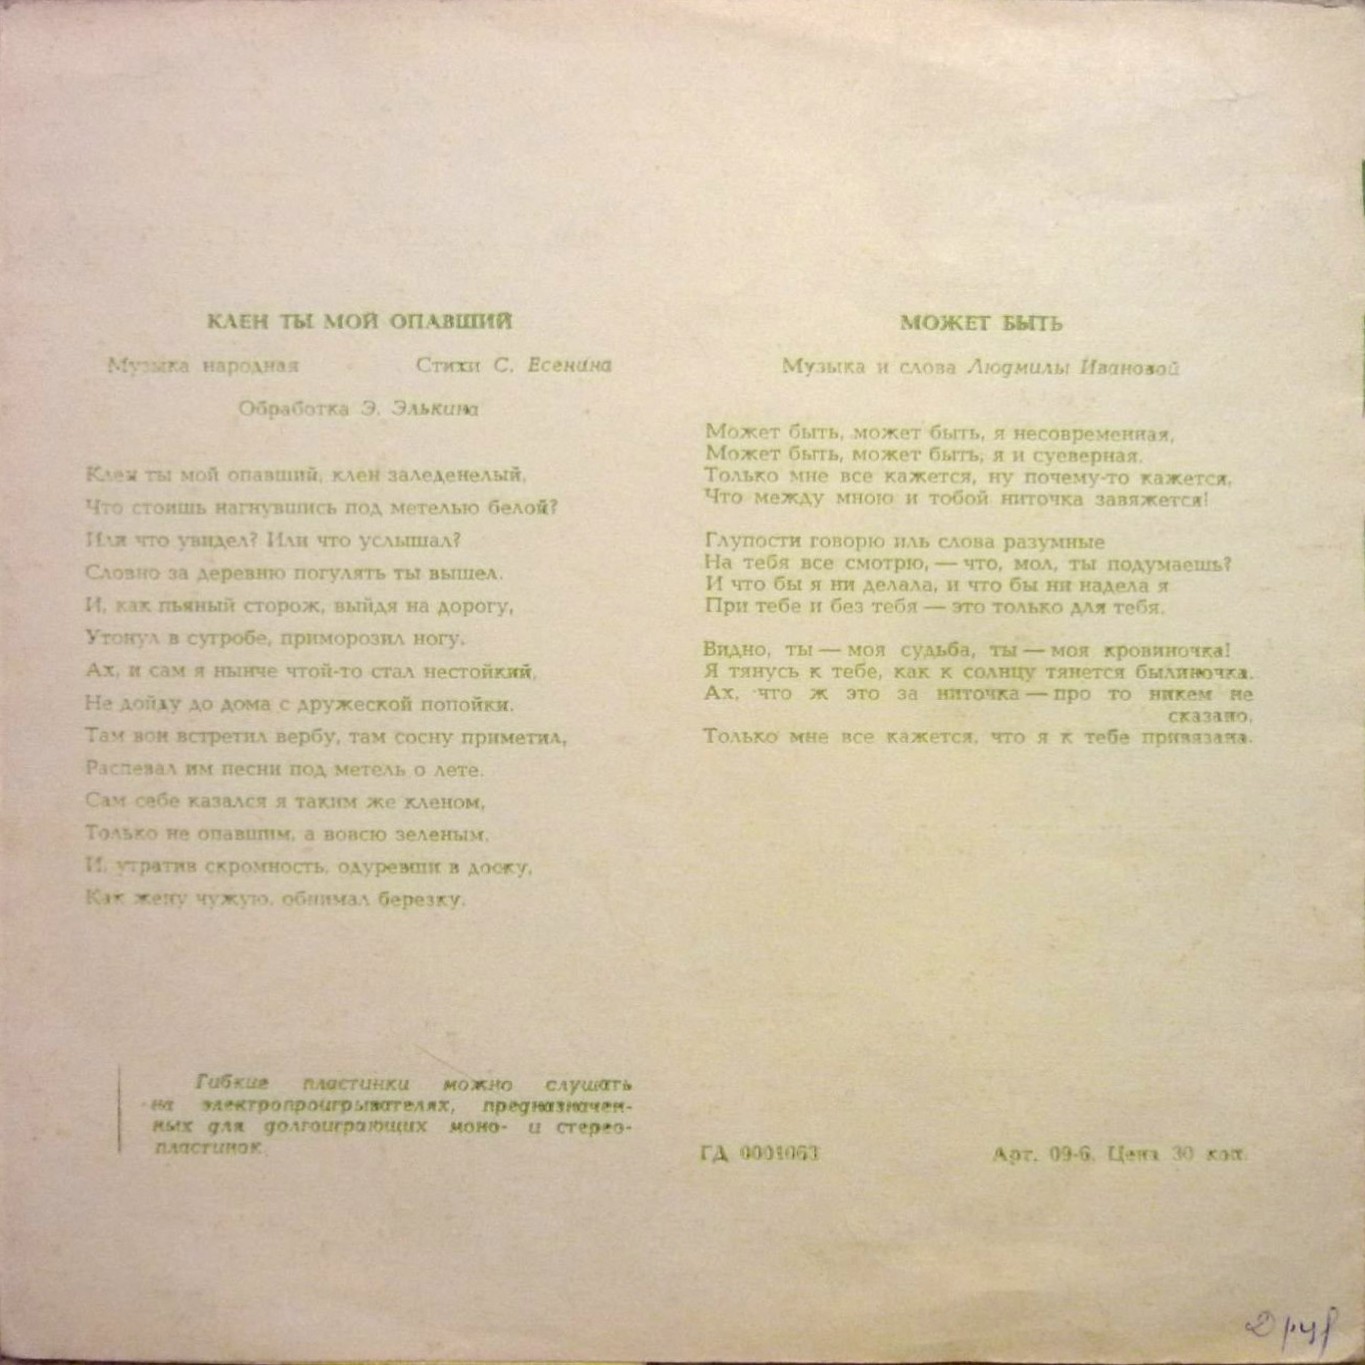 КЛЕН ТЫ МОЙ ОПАВШИЙ
Музыка народная Стихи С. Есенина
Обработка Э. Элькина
Клен ты мой опавший, клен заледенелый,
Что стоишь нагнувшись под метелью белой?
Или что увидел? Или что услышал?
Словно за деревню погулять ты вышел.
И, как пьяный сторож, выйдя на дорогу,
Утонул в сугробе, приморозил ногу.
Ах, и сам я нынче чтой-то стал нестойкий,
Не дойду до дома с дружеской попойки.
Там вон встретил вербу, там сосну приметил,
Распевал им песни под метель о лете.
Сам себе казался я таким же кленом,
Только не опавшим, а вовсю зеленым.
И, утратив скромность, одуревши в доску,
Как жену чужую, обнимал березку.
Гибкие пластинки можно слушать
на электропроигрывателях, предназначен-
ных для долгоиграющих моно- и стерео-
пластинок.
МОЖЕТ БЫТЬ
Музыка и слова Людмилы Ивановой
Может быть, может быть, я несовременная,
Может быть, может быть, я и суеверная.
Только мне все кажется, ну почему-то кажется,
Что между мною и тобой ниточка завяжется!
Глупости говорю иль слова разумные
На тебя все смотрю, — что, мол, ты подумаешь?
И что бы я ни делала, и что бы ни надела я
При тебе и без тебя — это только для тебя.
Видно, ты — моя судьба, ты — моя кровиночка!
Я тянусь к тебе, как к солнцу тянется былиночка.
Ах, что ж это за ниточка — про то никем не
сказано,
Только мне все кажется, что я к тебе привязана.
ГД 0001063 Арт. 09-6. Цена 30 коп.